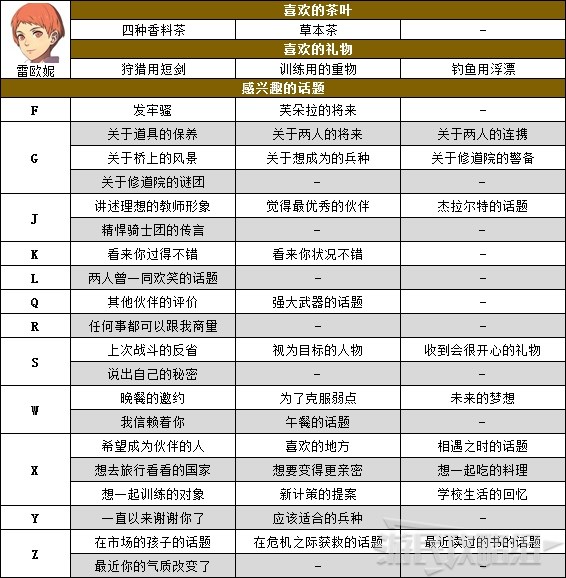 喜欢的茶叶
四种香料茶 草本茶 –
喜欢的礼物
雷欧妮 狩猎用短剑 训练用的重物 钓鱼用浮漂
感兴趣的话题
F 发牢骚 芙朵拉的将来 –
关于道具的保养 关于两人的将来 关于两人的连携
G 关于桥上的风景 关于想成为的兵种 关于修道院的警备
关于修道院的谜团 – –
J 讲述理想的教师形象 觉得最优秀的伙伴 杰拉尔特的话题
精悍骑士团的传言 – –
K 看来你过得不错 看来你状况不错 –
L 两人曾一同欢笑的话题 – –
Q 其他伙伴的评价 强大武器的话题 –
R 任何事都可以跟我商量 – –
S 上次战斗的反省 视为目标的人物 收到会很开心的礼物
说出自己的秘密 – –
W 晚餐的邀约 为了克服弱点 未来的梦想
我信赖着你 午餐的话题 –
希望成为伙伴的人 喜欢的地方 相遇之时的话题
X 想去旅行看看的国家 想要变得更亲密 想一起吃的料理
想一起训练的对象 新计策的提案 学校生活的回忆
Y 一直以来谢谢你了 应该适合的兵种 –
Z 在市场的孩子的话题 在危机之际获救的话题 最近读过的书的话题
最近你的气质改变了 – –